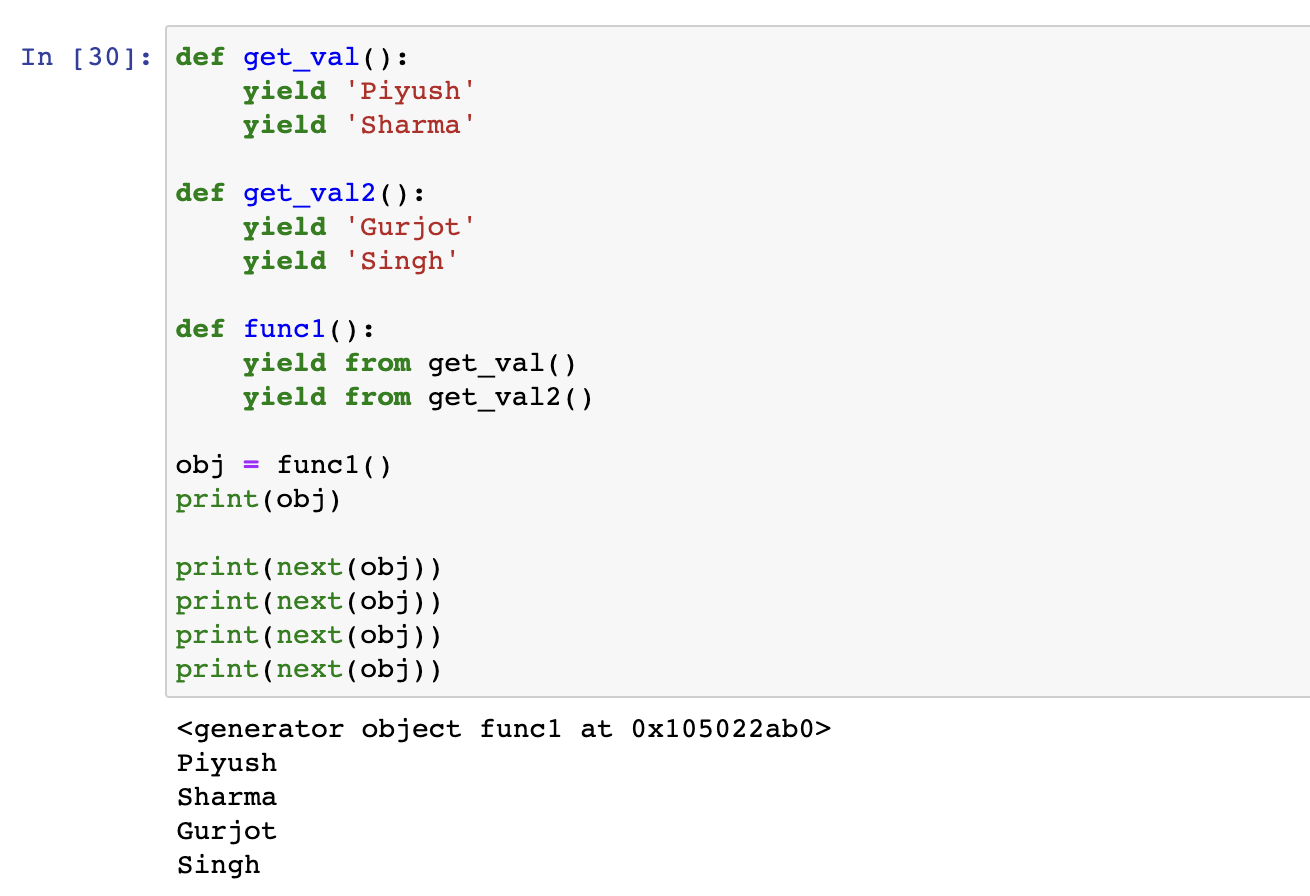 In [30]: def get_val():
    yield 'Piyush'
    yield 'Sharma'

def get_val2():
    yield 'Gurjot'
    yield 'Singh'

def func1():
    yield from get_val()
    yield from get_val2()

obj = func1()
print(obj)

print(next(obj))
print(next(obj))
print(next(obj))
print(next(obj))

<generator object func1 at 0x105022ab0>
Piyush
Sharma
Gurjot
Singh